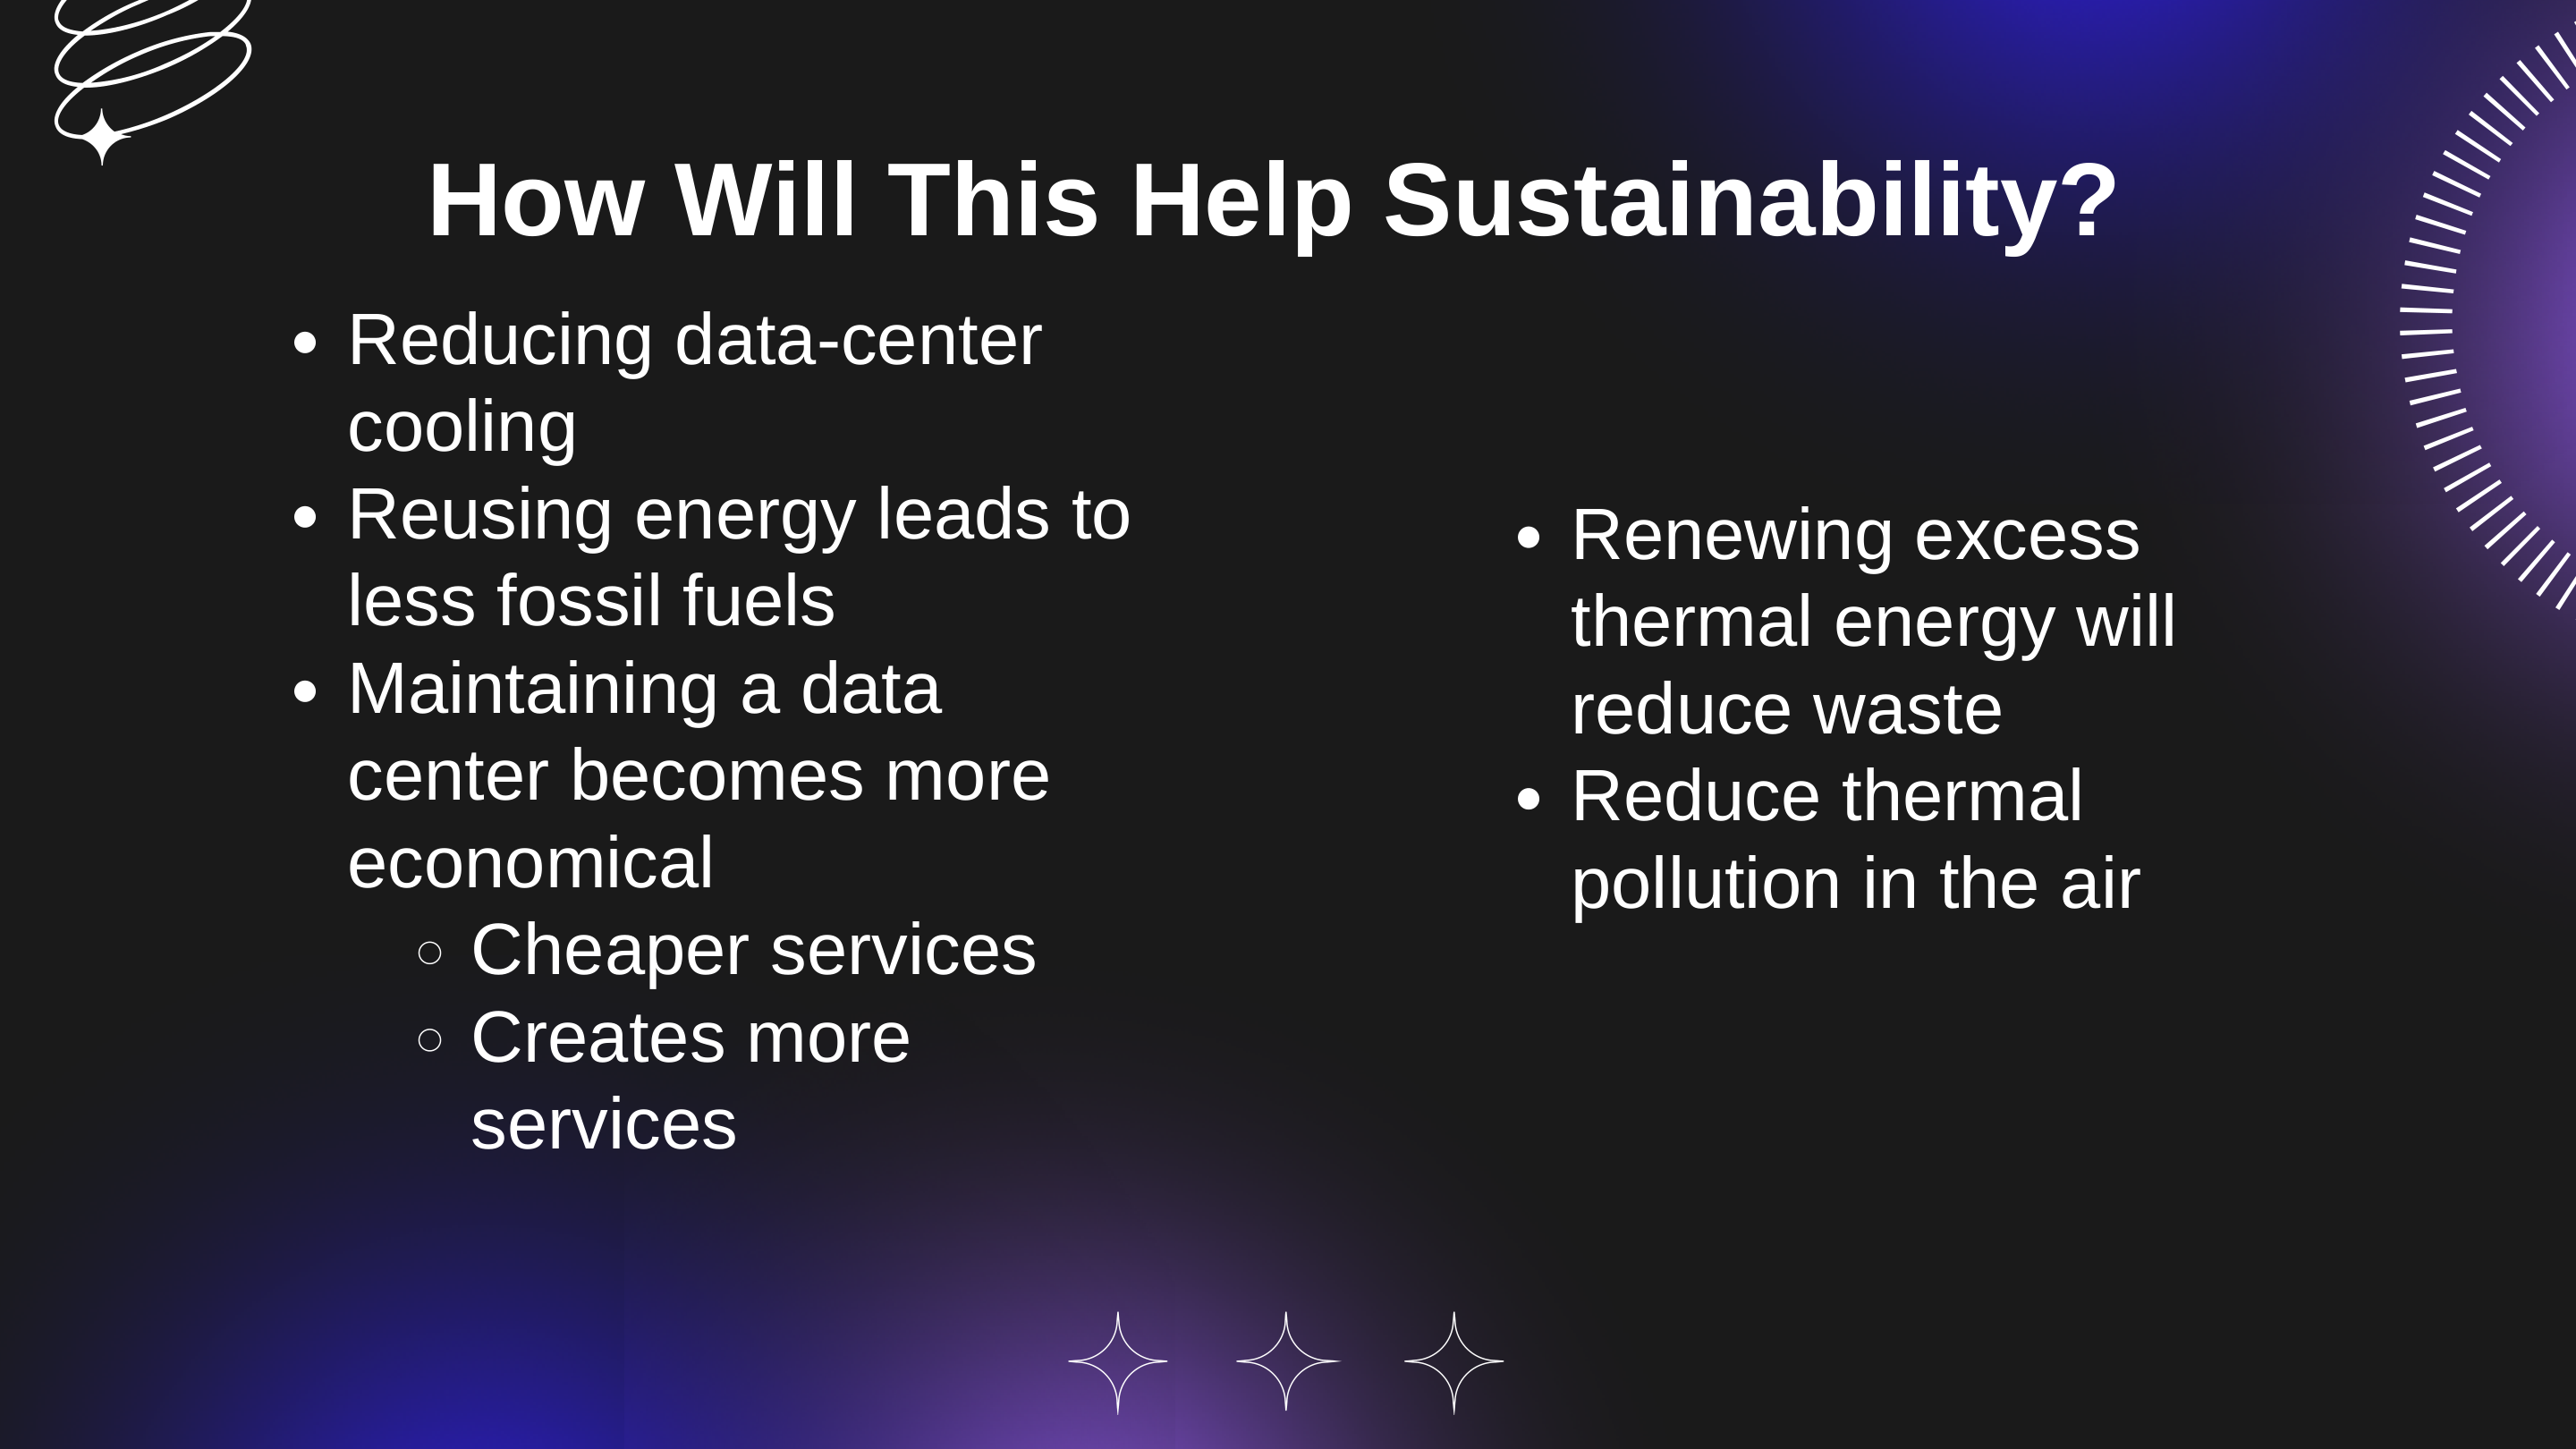 How Will This Help Sustainability?
• Reducing data-center
cooling
• Reusing energy leads to
less fossil fuels
• Maintaining a data
center becomes more
economical
○ Cheaper services
○ Creates more
services
• Renewing excess
thermal energy will
reduce waste
• Reduce thermal
pollution in the air